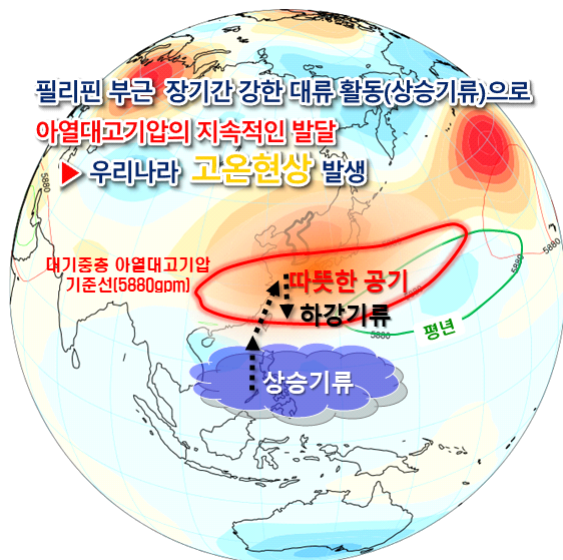 필리핀 부근 장기간 강한 대류 활동(상승기류)으로
아열대고기압의 지속적인 발달
▶ 우리나라 고온현상 발생
5880
5880
대기중층 아열대고기압
기준선(5880gpm)
따뜻한 공기
하강기류
5880
5880
평년
상승기류